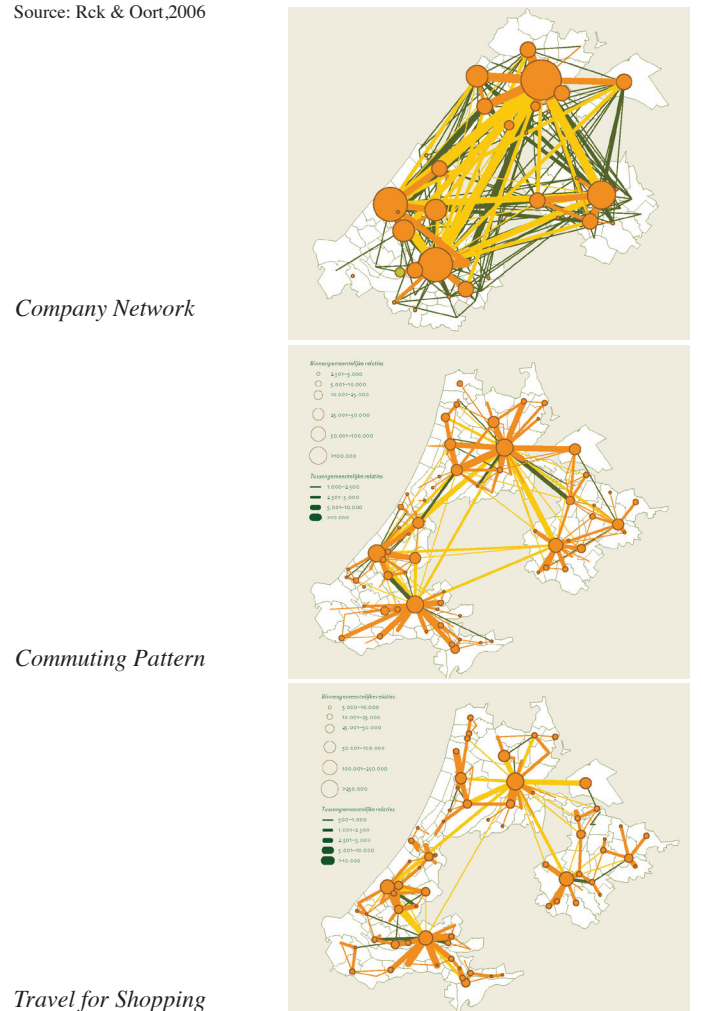 Source: Rck & Oort,2006
Company Network
Binnengemeentelijke relaties
2.501–5.000
5.001–10.000
10.001–25.000
25.001–50.000
50.001–100.000
>100.000
Tussengemeentelijke relaties
1.000–2.500
2.501–5.000
5.001–10.000
>10.000
Commuting Pattern
Binnengemeentelijke relaties
5.000–10.000
10.001–25.000
25.001–50.000
50.001–100.000
100.001–250.000
>250.000
Tussengemeentelijke relaties
500–1.000
1.001–2.500
2.501–5.000
5.001–10.000
>10.000
Travel for Shopping